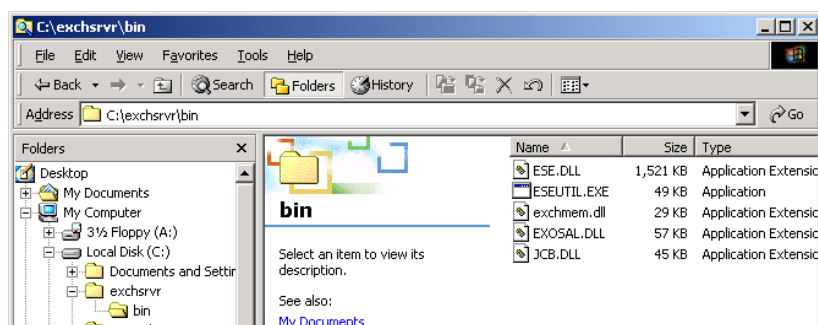 C:\exchsrvr\bin
File Edit View Favorites Tools Help
Back Search Folders History
Address C:\exchsrvr\bin Go
Folders
Desktop
My Documents
My Computer
3½ Floppy (A:)
Local Disk (C:)
Documents and Settin
exchsrvr
bin
bin
Select an item to view its
description.
See also:
My Documents
Name Size Type
ESE.DLL 1,521 KB Application Extensic
ESEUTIL.EXE 49 KB Application
exchmem.dll 29 KB Application Extensic
EXOSAL.DLL 57 KB Application Extensic
JCB.DLL 45 KB Application Extensic